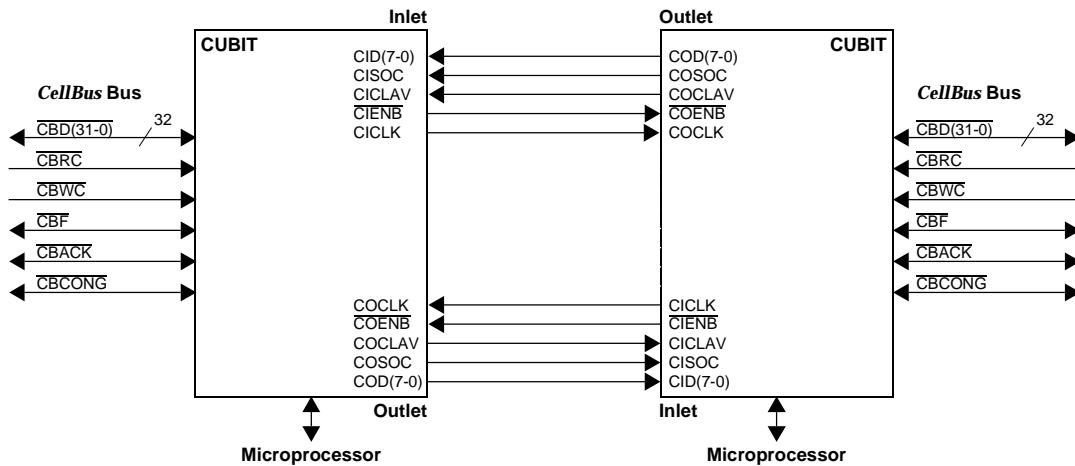 Inlet
Outlet
CUBIT
CUBIT
CID(7-0)
CISOC
CICLAV
CIENB
CICLK
COD(7-0)
COSOC
COCLAV
COENB
COCLK
CellBus Bus
CBD(31-0)
32
CBRC
CBWC
CBF
CBACK
CBCONG
CellBus Bus
CBD(31-0)
32
CBRC
CBWC
CBF
CBACK
CBCONG
COCLK
COENB
COCLAV
COSOC
COD(7-0)
CICLK
CIENB
CICLAV
CISOC
CID(7-0)
Outlet
Inlet
Microprocessor
Microprocessor